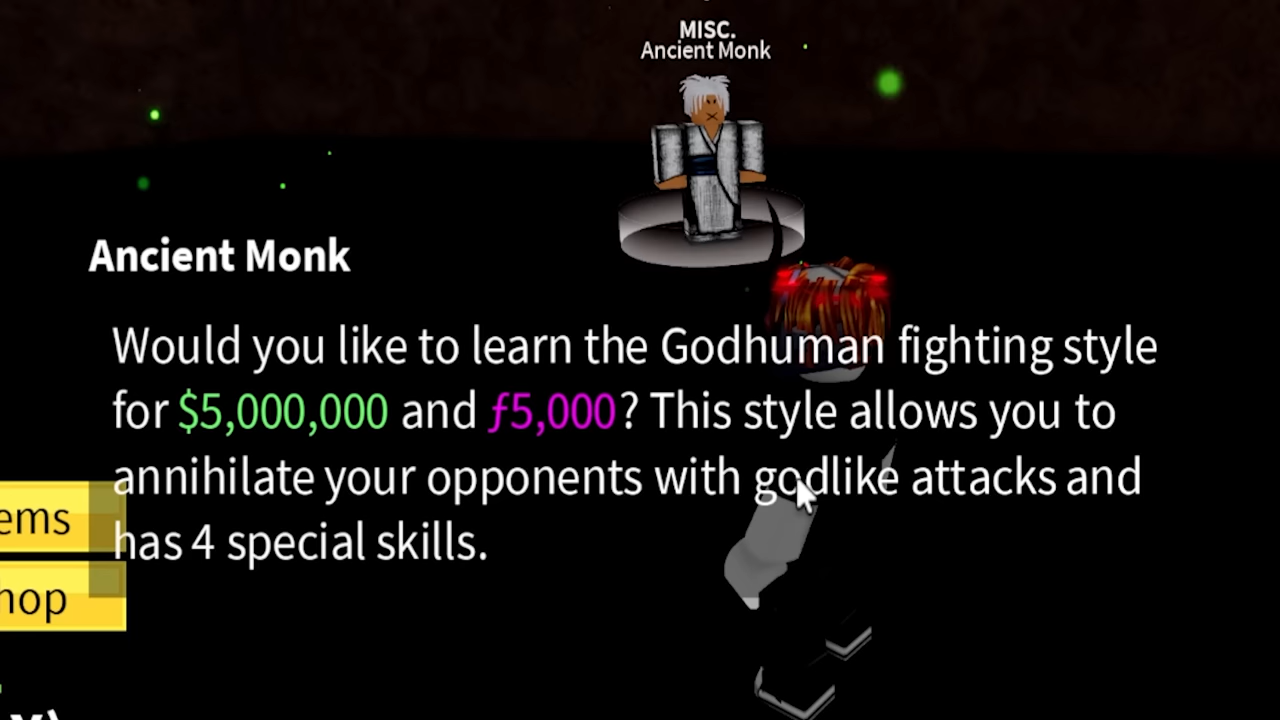 MISC.
Ancient Monk
Ancient Monk
Would you like to learn the Godhuman fighting style
for $5,000,000 and ƒ5,000? This style allows you to
annihilate your opponents with godlike attacks and
has 4 special skills.
ems
hop